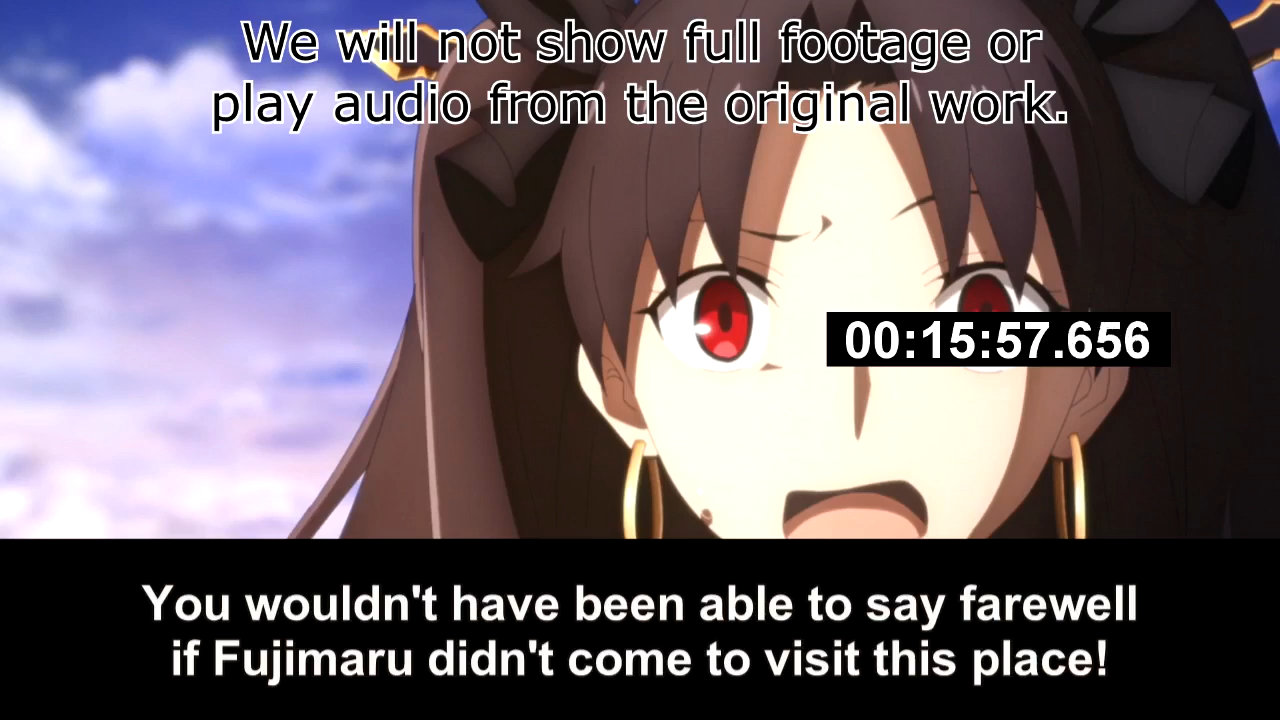 We will not show full footage or
play audio from the original work.
00:15:57.656
You wouldn't have been able to say farewell
if Fujimaru didn't come to visit this place!